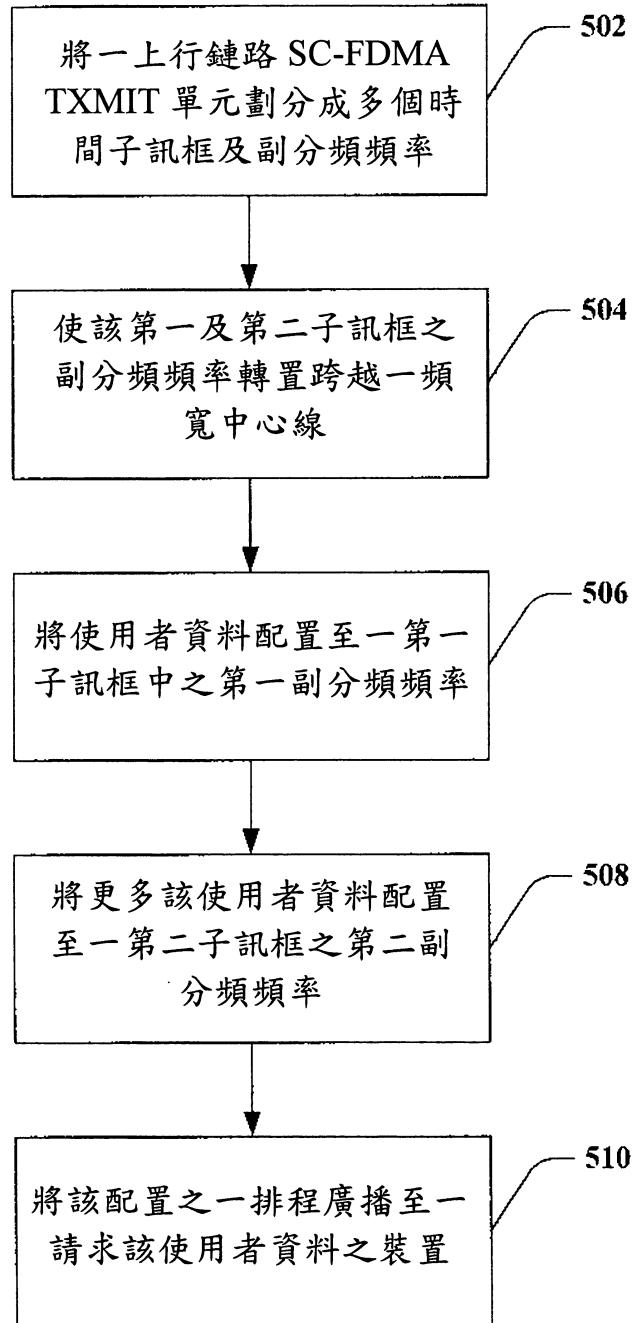 將一上行鏈路 SC-FDMA
TXMIT 單元劃分成多個時
間子訊框及副分頻頻率
502
使該第一及第二子訊框之
副分頻頻率轉置跨越一頻
寬中心線
504
將使用者資料配置至一第一
子訊框中之第一副分頻頻率
506
將更多該使用者資料配置
至一第二子訊框之第二副
分頻頻率
508
將該配置之一排程廣播至一
請求該使用者資料之裝置
510